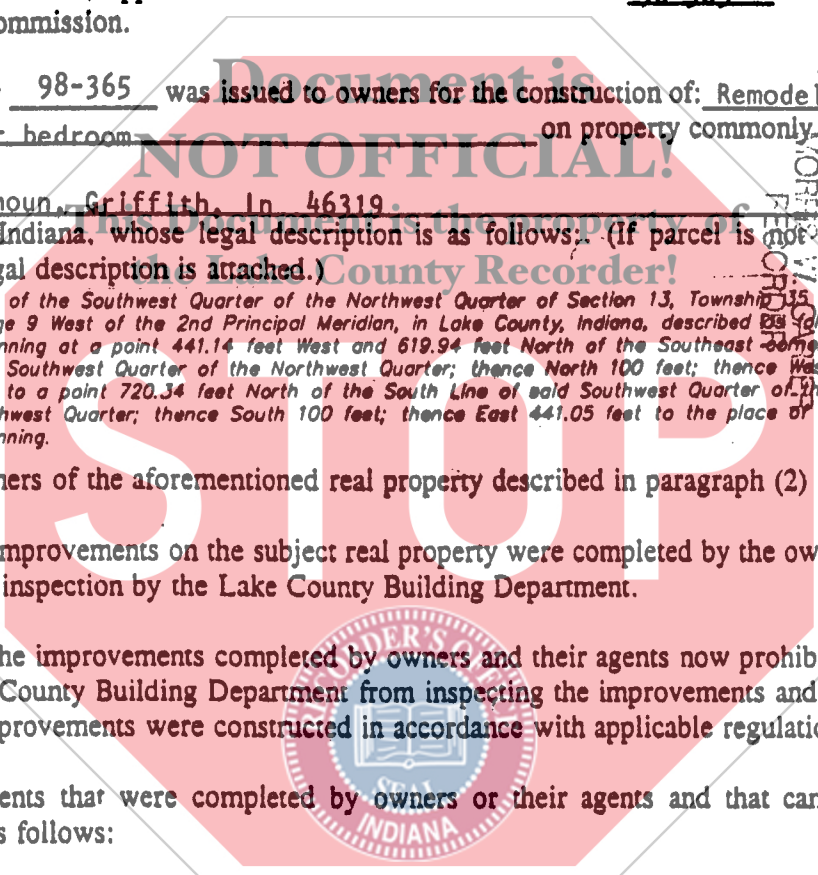 ommission.
98-365 was issued to owners for the construction of: Remodel
r bedroom on property commonly
noun, Griffith, In 46319
Indiana, whose legal description is as follows: (If parcel is not
gal description is attached.)
of the Southwest Quarter of the Northwest Quarter of Section 13, Township 35
e 9 West of the 2nd Principal Meridian, in Lake County, Indiana, described as fol
nning at a point 441.14 feet West and 619.94 feet North of the Southeast corne
Southwest Quarter of the Northwest Quarter; thence North 100 feet; thence Wes
to a point 720.34 feet North of the South Line of said Southwest Quarter of th
hwest Quarter; thence South 100 feet; thence East 441.05 feet to the place of
nning.
ners of the aforementioned real property described in paragraph (2)
mprovements on the subject real property were completed by the ow
inspection by the Lake County Building Department.
he improvements completed by owners and their agents now prohib
County Building Department from inspecting the improvements and
provements were constructed in accordance with applicable regulatio
ents that were completed by owners or their agents and that can
s follows:
Document is
NOT OFFICIAL!
This Document is the property of
the Lake County Recorder!
STOP
RECORDER'S OFFICE
SEAL
INDIANA
RECORDER